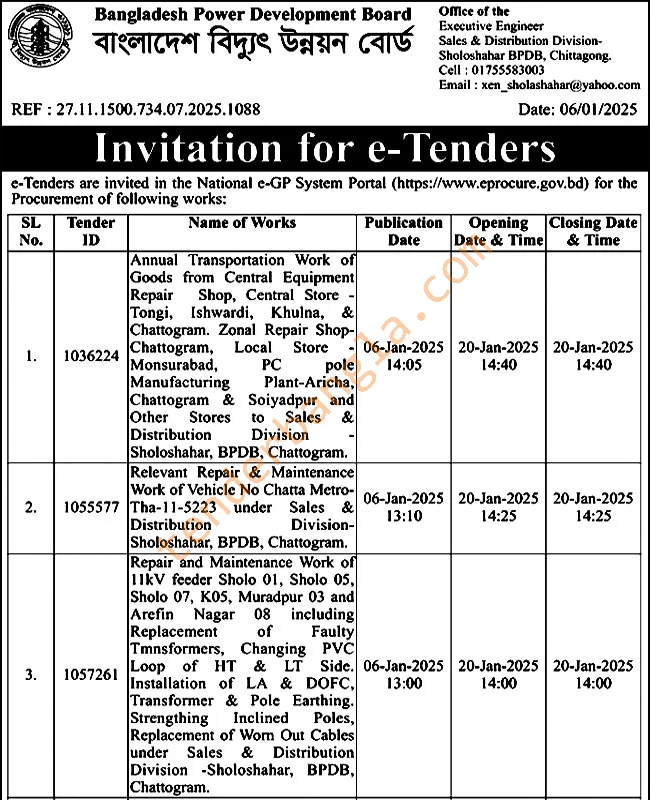 Bangladesh Power Development Board
বাংলাদেশ বিদ্যুৎ উন্নয়ন বোর্ড
Office of the
Executive Engineer
Sales & Distribution Division-
Sholoshahar BPDB, Chittagong.
Cell : 01755583003
Email : xen_sholashahar@yahoo.com
REF : 27.11.1500.734.07.2025.1088
Date: 06/01/2025
Invitation for e-Tenders
e-Tenders are invited in the National e-GP System Portal (https://www.eprocure.gov.bd) for the
Procurement of following works:
SL
No.
Tender
ID
Name of Works
Publication
Date
Opening
Date & Time
Closing Date
& Time
1.
1036224
Annual Transportation Work of
Goods from Central Equipment
Repair Shop, Central Store -
Tongi, Ishwardi, Khulna, &
Chattogram. Zonal Repair Shop-
Chattogram, Local Store -
Monsurabad, PC pole
Manufacturing Plant-Aricha,
Chattogram & Soiyadpur and
Other Stores to Sales &
Distribution Division -
Sholoshahar, BPDB, Chattogram.
06-Jan-2025
14:05
20-Jan-2025
14:40
20-Jan-2025
14:40
2.
1055577
Relevant Repair & Maintenance
Work of Vehicle No Chatta Metro-
Tha-11-5223 under Sales &
Distribution Division-
Sholoshahar, BPDB, Chattogram.
06-Jan-2025
13:10
20-Jan-2025
14:25
20-Jan-2025
14:25
3.
1057261
Repair and Maintenance Work of
11kV feeder Sholo 01, Sholo 05,
Sholo 07, K05, Muradpur 03 and
Arefin Nagar 08 including
Replacement of Faulty
Tmnsformers, Changing PVC
Loop of HT & LT Side.
Installation of LA & DOFC,
Transformer & Pole Earthing.
Strengthing Inclined Poles,
Replacement of Worn Out Cables
under Sales & Distribution
Division -Sholoshahar, BPDB,
Chattogram.
06-Jan-2025
13:00
20-Jan-2025
14:00
20-Jan-2025
14:00
tenderbangla.com